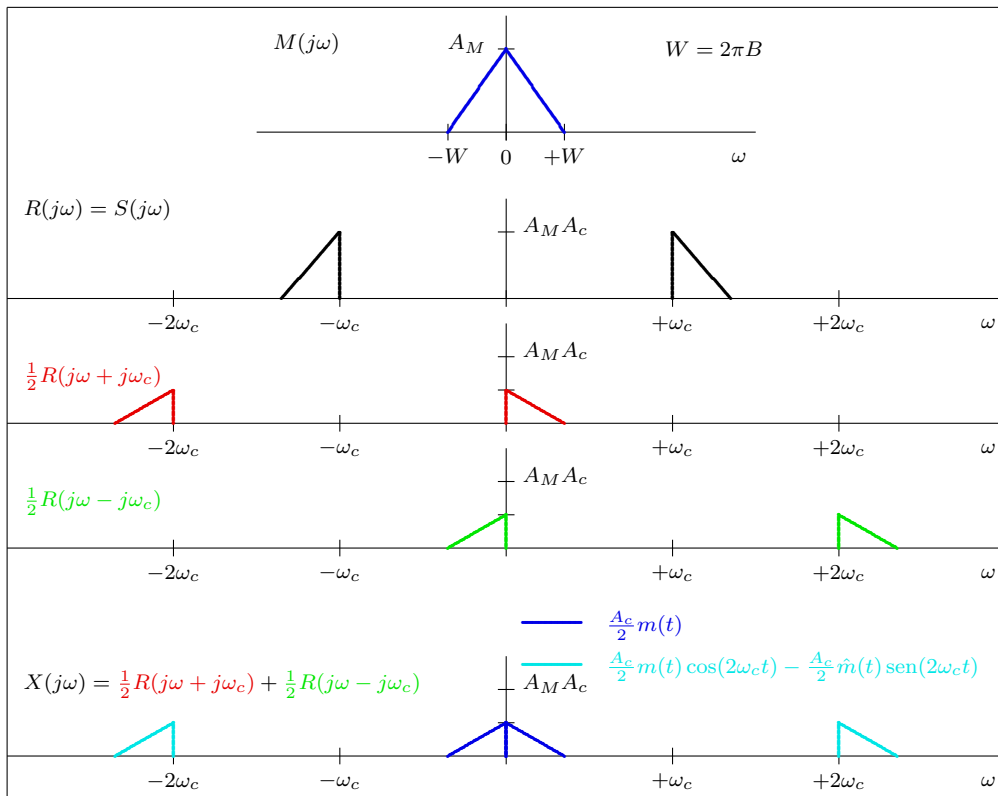 M(jω) A_M W = 2πB
−W 0 +W ω
R(jω) = S(jω) A_M A_c
−2ω_c −ω_c +ω_c +2ω_c ω
½R(jω + jω_c) A_M A_c
−2ω_c −ω_c +ω_c +2ω_c ω
½R(jω − jω_c) A_M A_c
−2ω_c −ω_c +ω_c +2ω_c ω
A_c/2 m(t)
A_c/2 m(t) cos(2ω_c t) − A_c/2 m̂(t) sen(2ω_c t)
X(jω) = ½R(jω + jω_c) + ½R(jω − jω_c) A_M A_c
−2ω_c −ω_c +ω_c +2ω_c ω